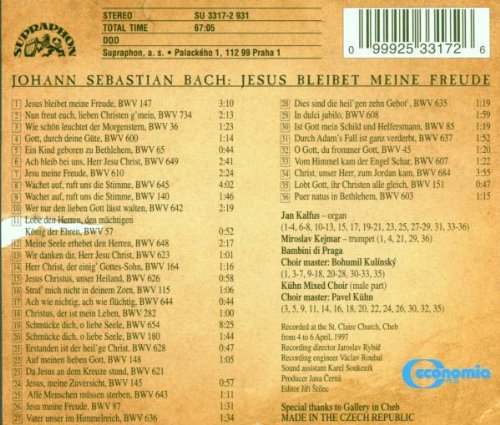 SUPRAPHON
STEREO SU 3317-2 931
TOTAL TIME 67:05
DDD
Supraphon, a. s. • Palackého 1, 112 99 Praha 1
0 99925 33172 6
JOHANN SEBASTIAN BACH: JESUS BLEIBET MEINE FREUDE
1 Jesus bleibet meine Freude, BWV 147 3:10
2 Nun freut euch, lieben Christen g'mein, BWV 734 2:13
3 Wie schön leuchtet der Morgenstern, BWV 36 1:23
4 Gott, durch deine Güte, BWV 600 1:14
5 Ein Kind geboren zu Bethlehem, BWV 65 0:44
6 Ach bleib bei uns, Herr Jesu Christ, BWV 649 2:41
7 Jesu meine Freude, BWV 610 2:24
8 Wachet auf, ruft uns die Stimme, BWV 645 4:02
9 Wachet auf, ruft uns die Stimme, BWV 140 1:46
10 Wer nur den lieben Gott lässt walten, BWV 642 2:19
11 Lobe den Herren, den mächtigen
König der Ehren, BWV 57 0:52
12 Meine Seele erhebet den Herren, BWV 648 2:17
13 Wir danken dir, Herr Jesu Christ, BWV 623 1:12
14 Herr Christ, der einig' Gottes-Sohn, BWV 164 0:41
15 Jesus Christus, unser Heiland, BWV 626 0:56
16 Straf' mich nicht in deinem Zorn, BWV 115 1:06
17 Ach wie nichtig, ach wie flüchtig, BWV 644 0:44
18 Christus, der ist mein Leben, BWV 282 1:00
19 Schmücke dich, o liebe Seele, BWV 654 8:25
20 Schmücke dich, o liebe Seele, BWV 180 1:44
21 Erstanden ist der heil'ge Christ, BWV 628 0:47
22 Auf meinen lieben Gott, BWV 148 1:05
23 Da Jesus an dem Kreuze stand, BWV 621
24 Jesus, meine Zuversicht, BWV 145 0:57
25 Alle Menschen müssen sterben, BWV 643 2:12
26 Jesu meine Freude, BWV 87 0:31
27 Vater unser im Himmelreich, BWV 636 1:34
28 Dies sind die heil'gen zehn Gebot', BWV 635 1:19
29 In dulci jubilo, BWV 608 1:59
30 Ist Gott mein Schild und Helfersmann, BWV 85 1:19
31 Durch Adam's Fall ist ganz verderbt, BWV 637 1:51
32 O Gott, du frommer Gott, BWV 45 1:20
33 Vom Himmel kam der Engel Schar, BWV 607 1:22
34 Christ, unser Herr, zum Jordan kam, BWV 684 3:55
35 Lobt Gott, ihr Christen alle gleich, BWV 151 0:47
36 Puer natus in Bethlehem, BWV 603 1:03
Jan Kalfus – organ
(1-4, 6-8, 10-13, 15, 17, 19-21, 23, 25, 27-29, 31, 33-36)
Miroslav Kejmar – trumpet (1, 4, 21, 29, 36)
Bambini di Praga
Choir master: Bohumil Kulínský
(1, 3-7, 9-18, 20-28, 30-33, 35)
Kühn Mixed Choir (male part)
Choir master: Pavel Kühn
(3, 5, 9, 11, 14, 16, 18, 20, 22, 24, 26, 30, 32, 35)
Recorded at the St. Claire Church, Cheb
from 4 to 6 April, 1997
Recording director Jaroslav Rybář
Recording engineer Václav Roubal
Sound assistant Karel Soukeník
Producer Jana Černá
Editor Jiří Štilec
economia
Special thanks to Gallery in Cheb
MADE IN THE CZECH REPUBLIC